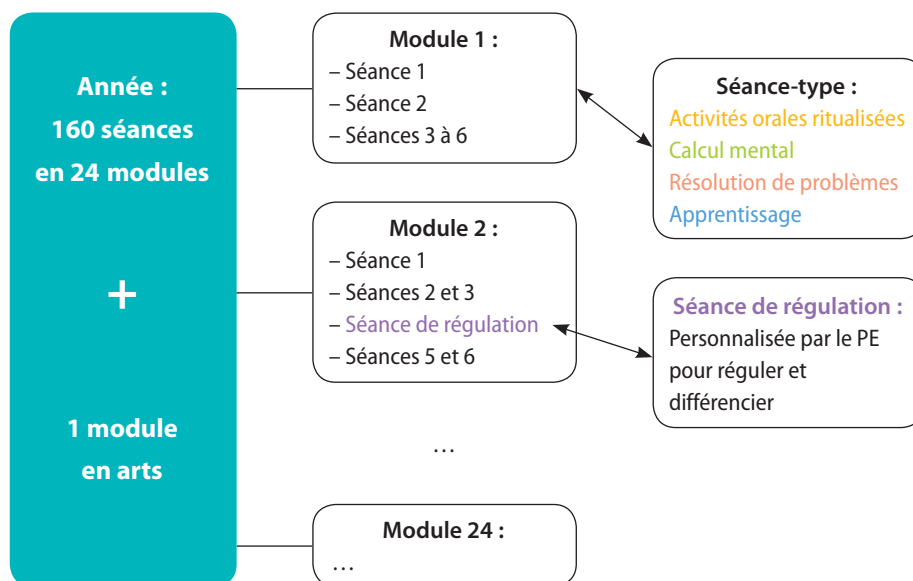 Année :
160 séances
en 24 modules
+
1 module
en arts
Module 1 :
– Séance 1
– Séance 2
– Séances 3 à 6
Séance-type :
Activités orales ritualisées
Calcul mental
Résolution de problèmes
Apprentissage
Module 2 :
– Séance 1
– Séances 2 et 3
– Séance de régulation
– Séances 5 et 6
Séance de régulation :
Personnalisée par le PE
pour réguler et
différencier
...
Module 24 :
...